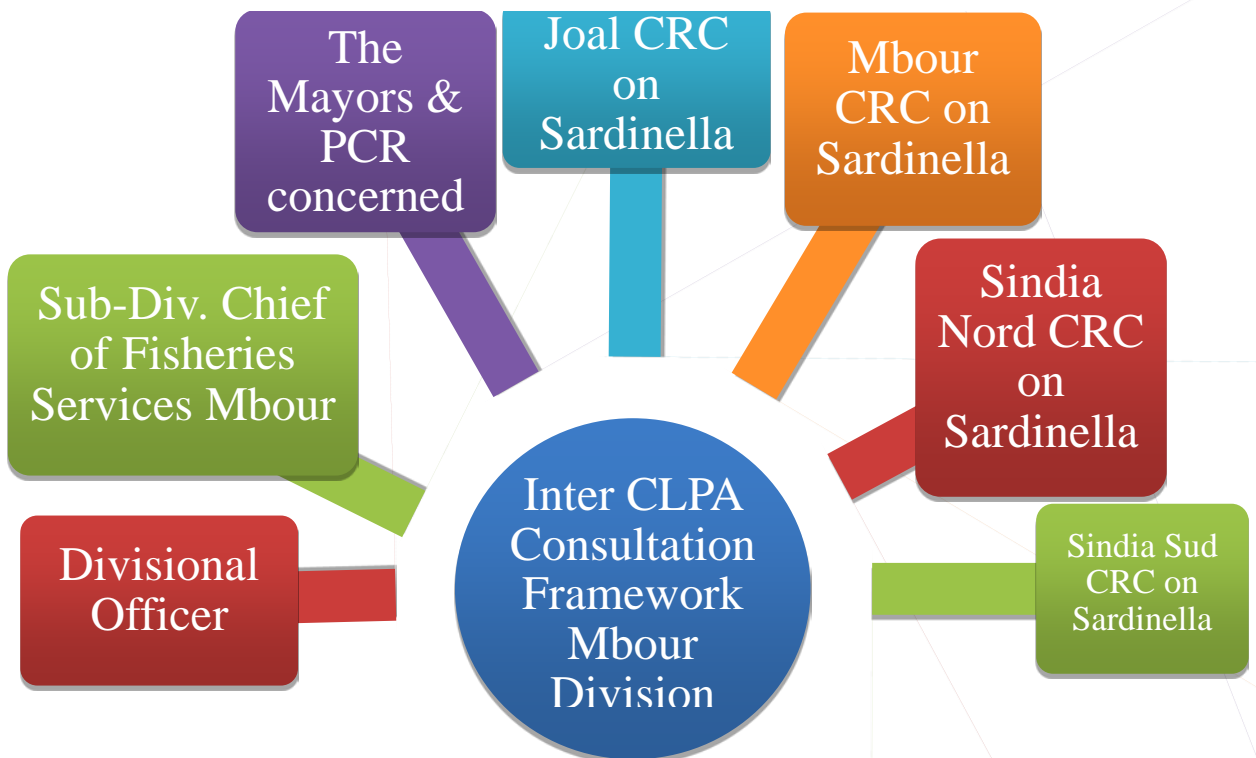 The
Mayors &
PCR
concerned
Joal CRC
on
Sardinella
Mbour
CRC on
Sardinella
Sub-Div. Chief
of Fisheries
Services Mbour
Sindia
Nord CRC
on
Sardinella
Divisional
Officer
Inter CLPA
Consultation
Framework
Mbour
Division
Sindia Sud
CRC on
Sardinella